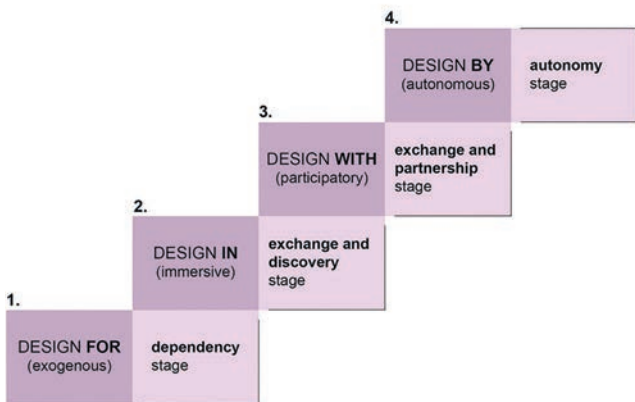 4.
DESIGN BY
(autonomous)
autonomy
stage
3.
DESIGN WITH
(participatory)
exchange and
partnership
stage
2.
DESIGN IN
(immersive)
exchange and
discovery
stage
1.
DESIGN FOR
(exogenous)
dependency
stage